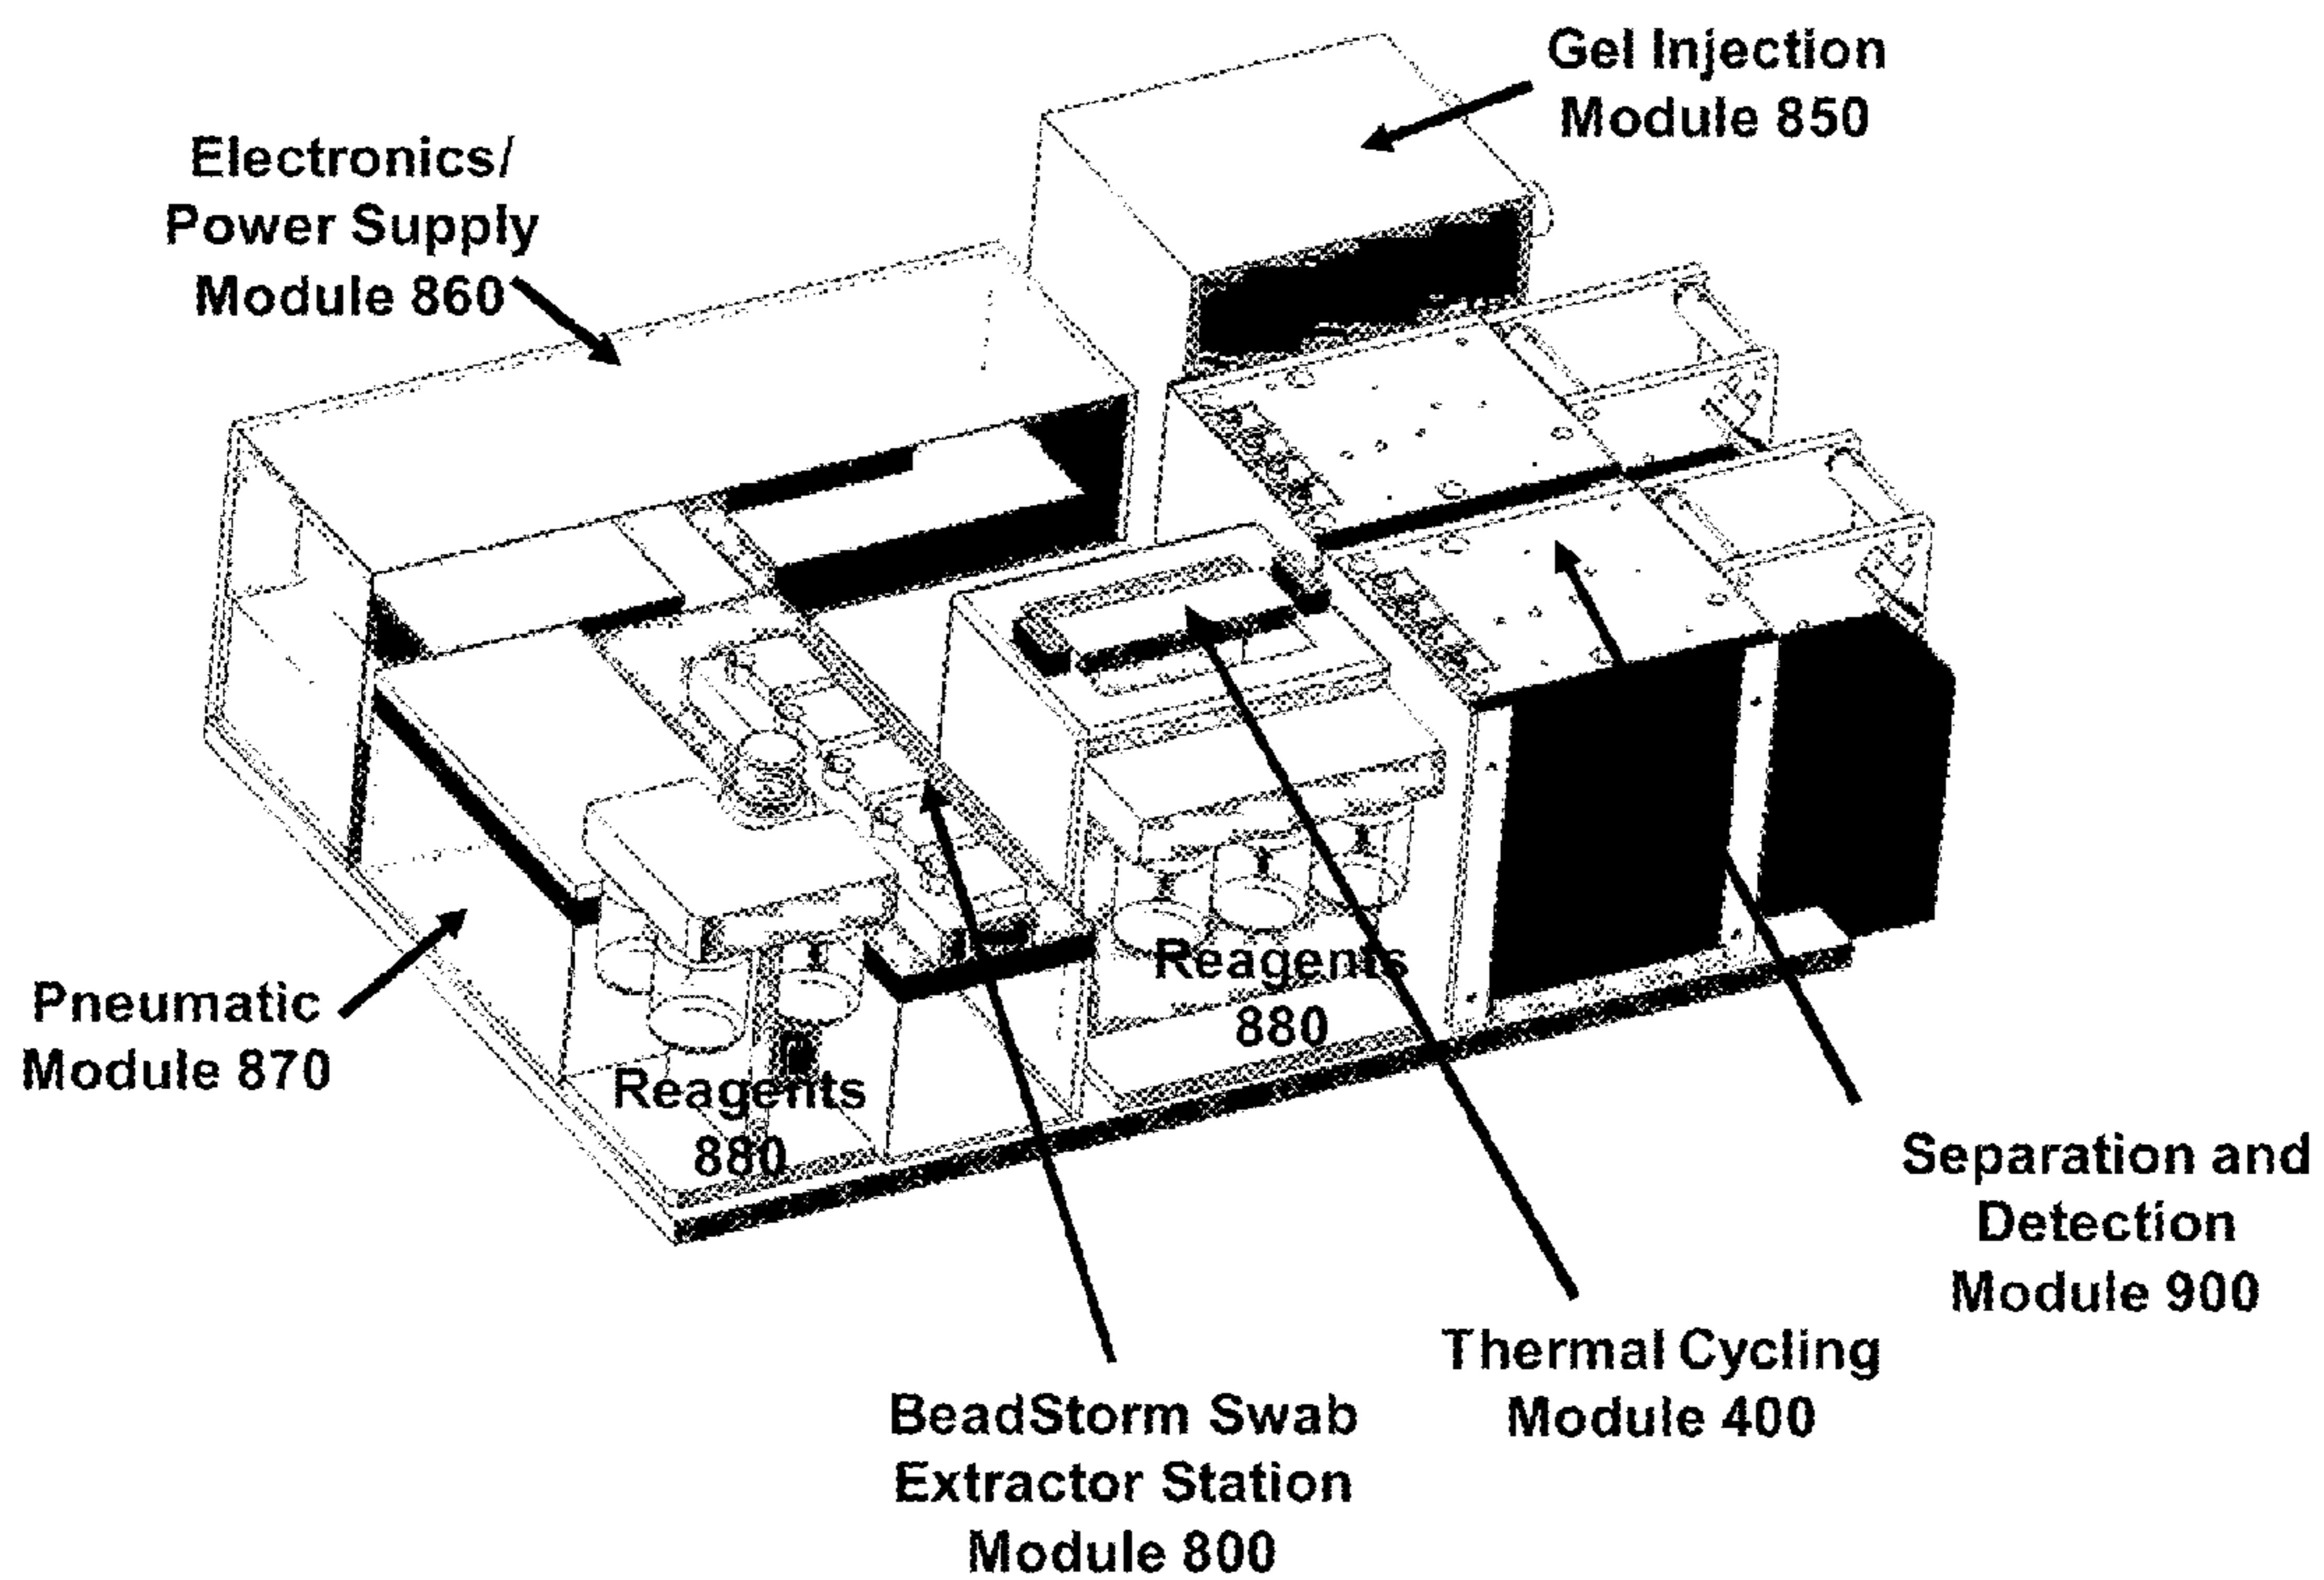 Gel Injection
Module 850
Electronics/
Power Supply
Module 860
Pneumatic
Module 870
Reagents
880
Reagents
880
Separation and
Detection
Module 900
Thermal Cycling
Module 400
BeadStorm Swab
Extractor Station
Module 800